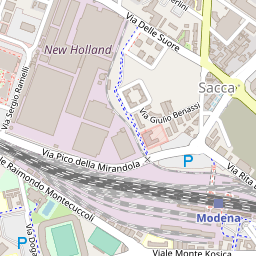 erlini
Via Delle Suore
New Holland
Sacca
Via Sergio Ramelli
Via Giulio Benassi
Via Pico della Mirandola
P
Via Rita
Raimondo Montecuccoli
Modena
P
Viale Monte Kosica